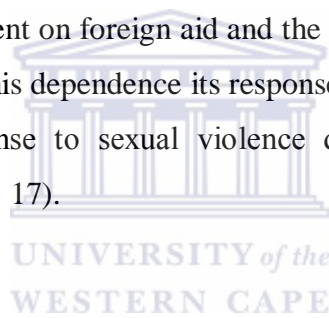 ent on foreign aid and the
his dependence its response
nse to sexual violence
17).
UNIVERSITY of the
WESTERN CAPE